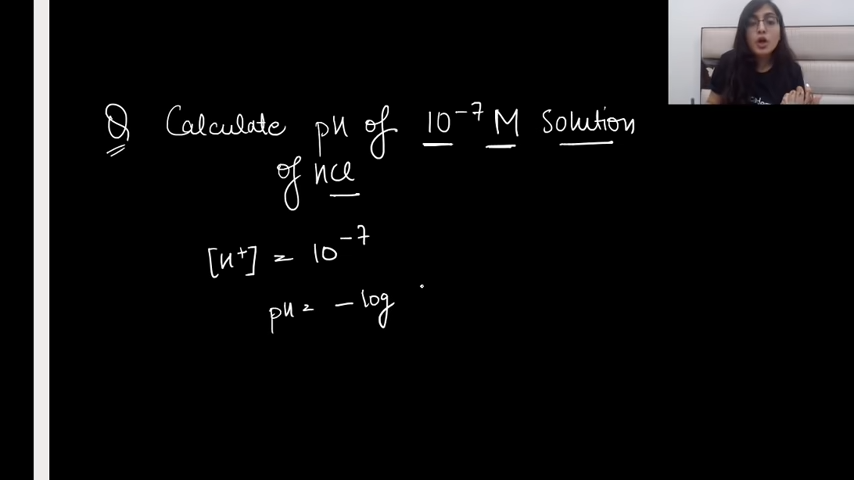 Q Calculate pH of 10⁻⁷ M Solution
of HCl
[H⁺] = 10⁻⁷
pH = - log